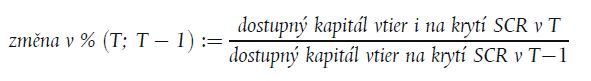 dostupný kapitál vtier i na krytí SCR v T
změna v % (T; T − 1) :=
dostupný kapitál vtier na krytí SCR v T−1